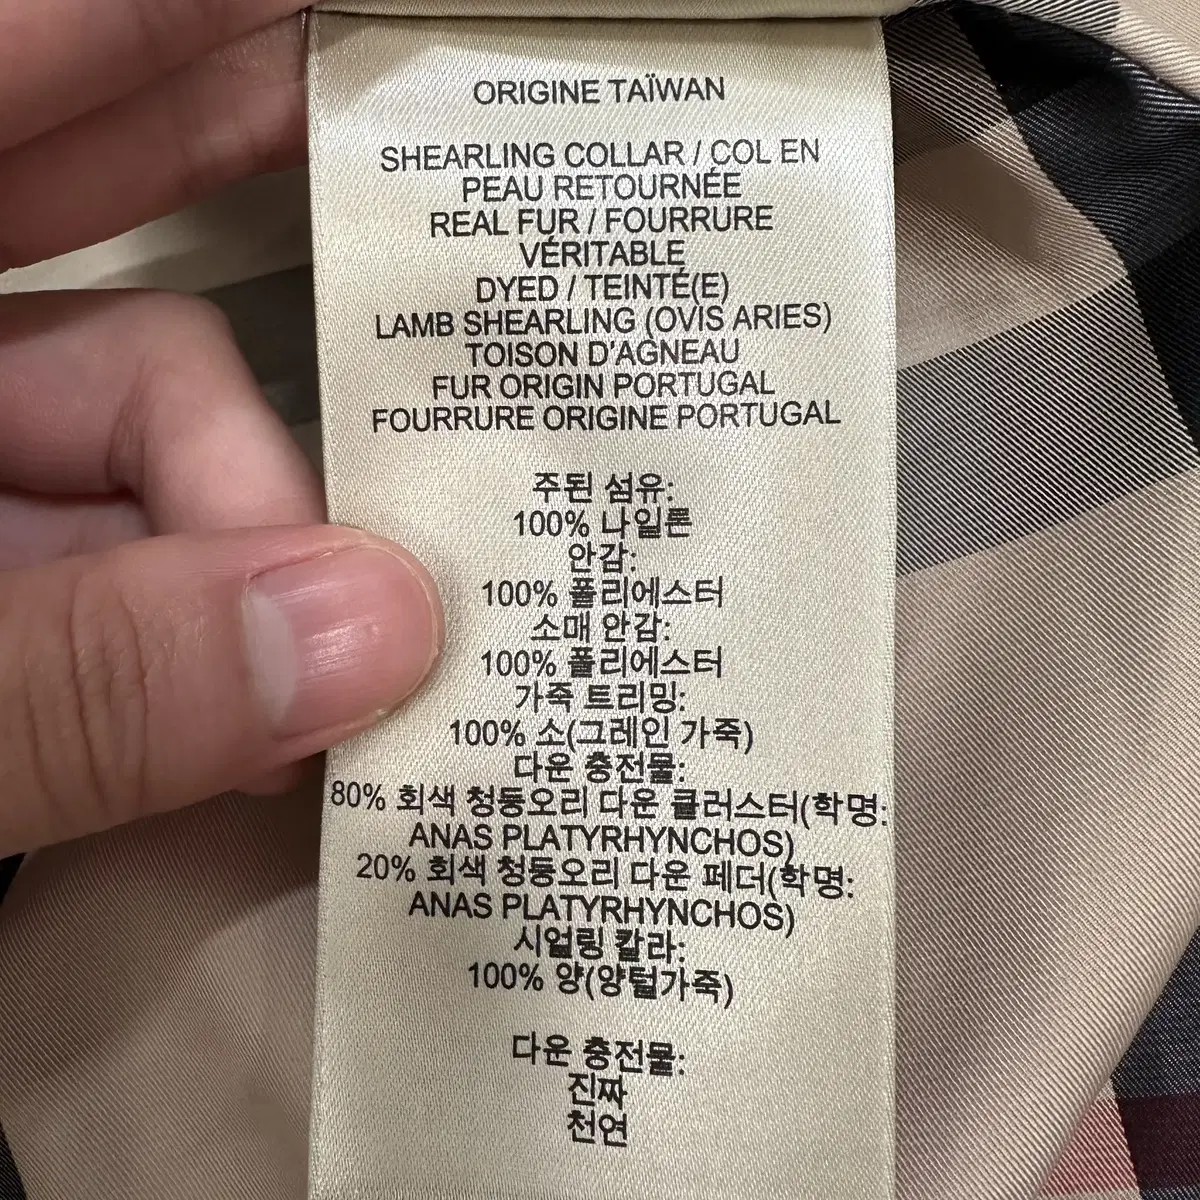 ORIGINE TAÏWAN
SHEARLING COLLAR / COL EN
PEAU RETOURNÉE
REAL FUR / FOURRURE
VÉRITABLE
DYED / TEINTÉ(E)
LAMB SHEARLING (OVIS ARIES)
TOISON D'AGNEAU
FUR ORIGIN PORTUGAL
FOURRURE ORIGINE PORTUGAL
주된 섬유:
100% 나일론
안감:
100% 폴리에스터
소매 안감:
100% 폴리에스터
가죽 트리밍:
100% 소(그레인 가죽)
다운 충전물:
80% 회색 청둥오리 다운 클러스터(학명:
ANAS PLATYRHYNCHOS)
20% 회색 청둥오리 다운 페더(학명:
ANAS PLATYRHYNCHOS)
시얼링 칼라:
100% 양(양털가죽)
다운 충전물:
진짜
천연